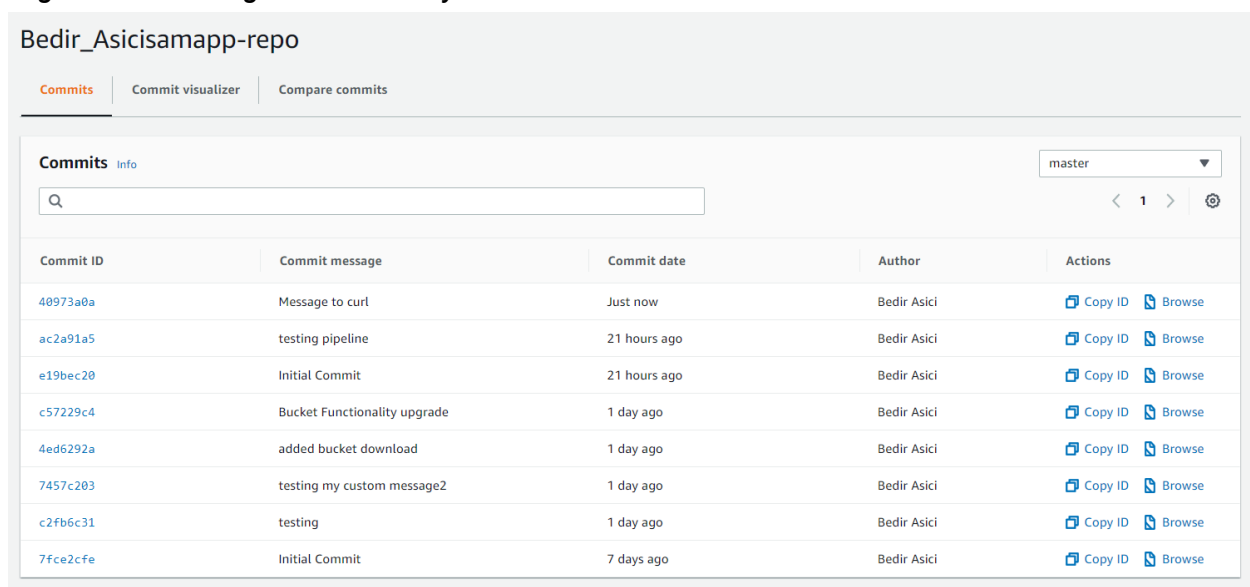 Bedir_Asicisamapp-repo
Commits Commit visualizer Compare commits
Commits Info
master
1
Commit ID Commit message Commit date Author Actions
40973a0a Message to curl Just now Bedir Asici Copy ID Browse
ac2a91a5 testing pipeline 21 hours ago Bedir Asici Copy ID Browse
e19bec20 Initial Commit 21 hours ago Bedir Asici Copy ID Browse
c57229c4 Bucket Functionality upgrade 1 day ago Bedir Asici Copy ID Browse
4ed6292a added bucket download 1 day ago Bedir Asici Copy ID Browse
7457c203 testing my custom message2 1 day ago Bedir Asici Copy ID Browse
c2fb6c31 testing 1 day ago Bedir Asici Copy ID Browse
7fce2cfe Initial Commit 7 days ago Bedir Asici Copy ID Browse